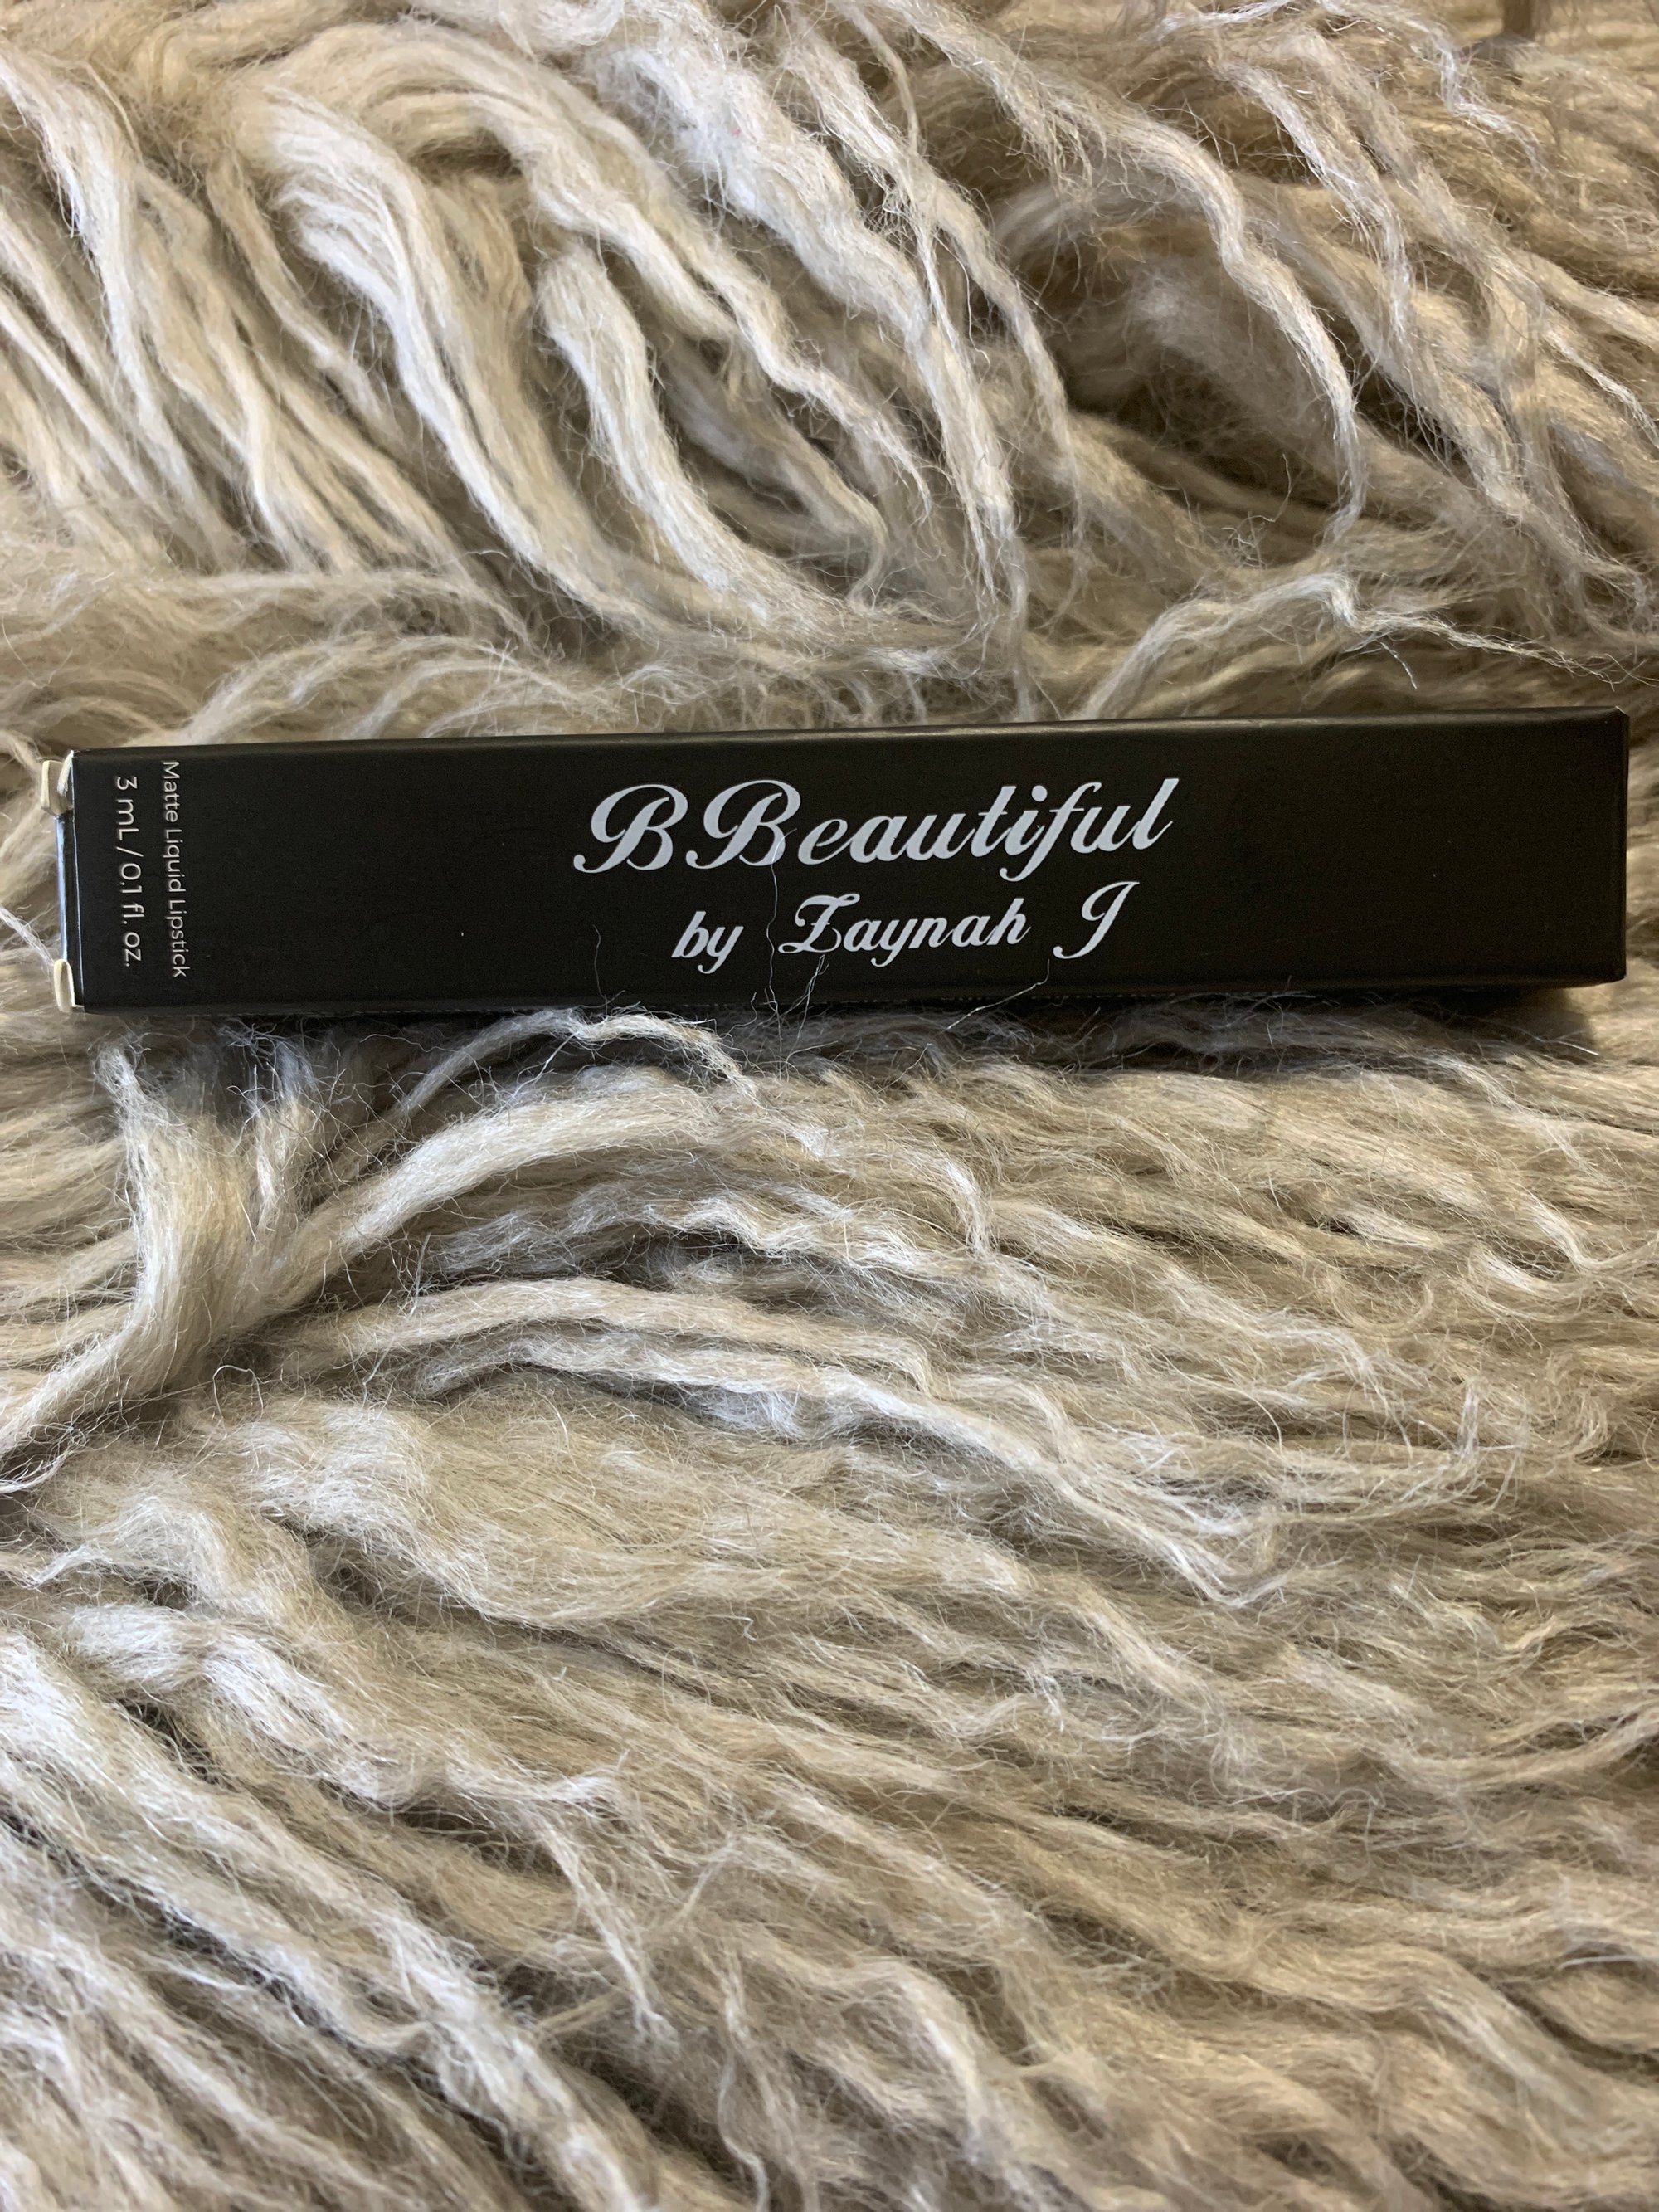 BBeautiful
by Zaynah J
Matte Liquid Lipstick
3 mL / 0.1 fl. oz.